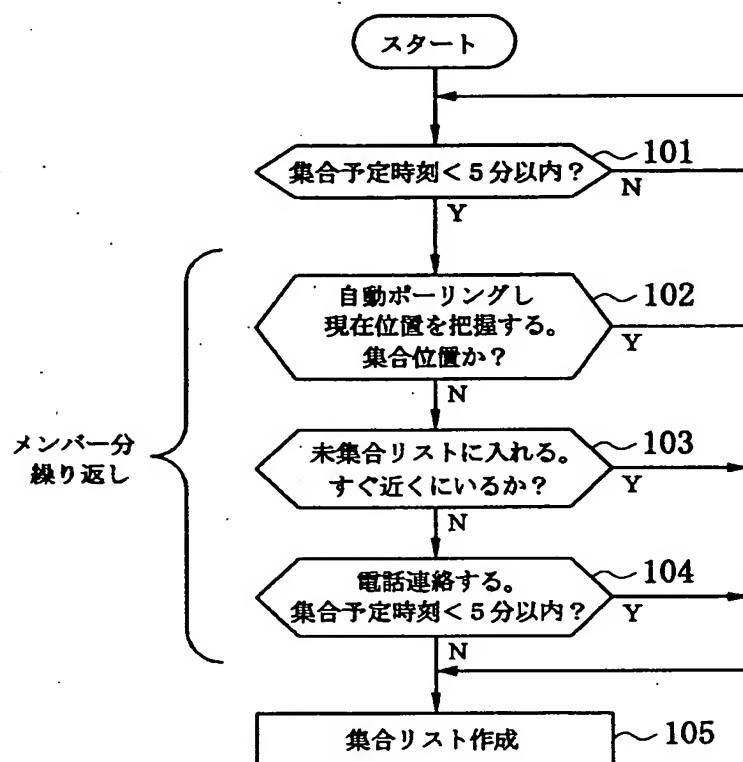 スタート
集合予定時刻<5分以内?
101
N
Y
自動ポーリングし
現在位置を把握する。
集合位置か?
102
Y
N
メンバー分
繰り返し
未集合リストに入れる。
すぐ近くにいるか?
103
Y
N
電話連絡する。
集合予定時刻<5分以内?
104
Y
N
集合リスト作成
105